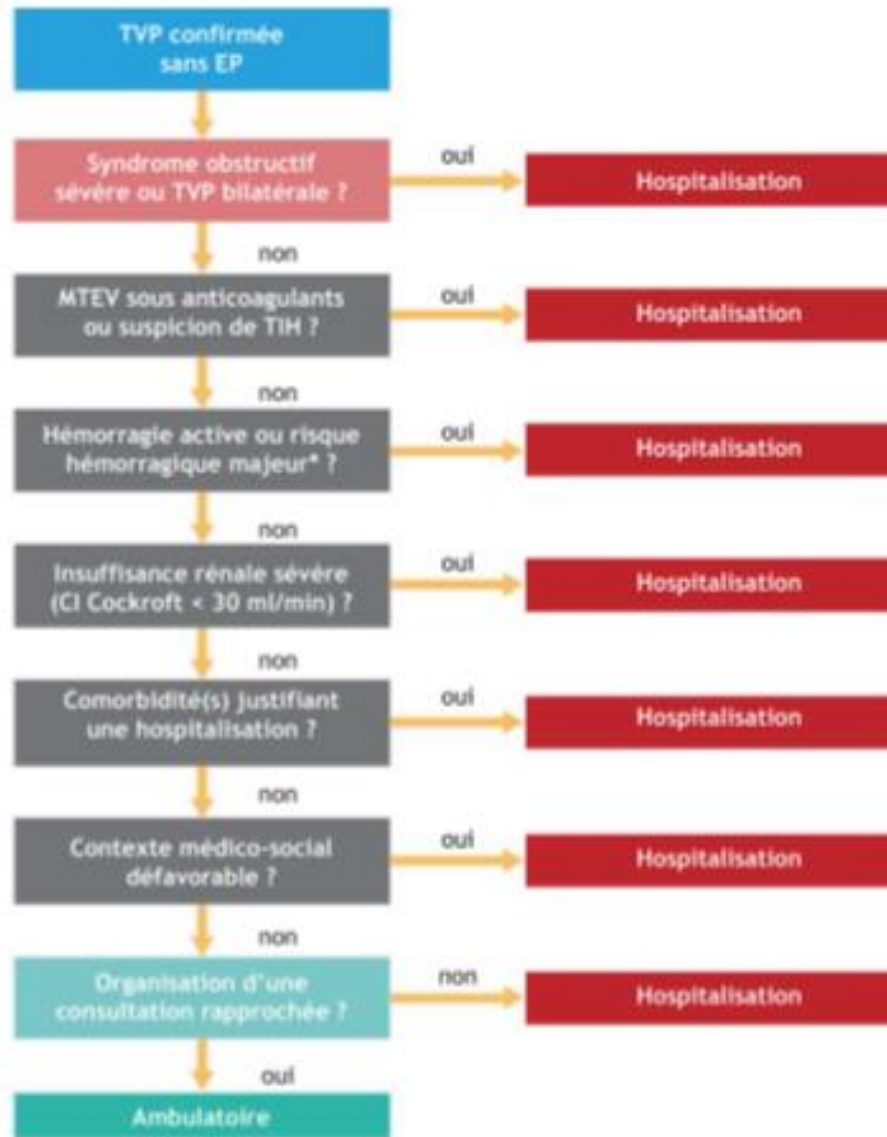 TVP confirmée
sans EP
Syndrome obstructif
sévère ou TVP bilatérale ?
oui
Hospitalisation
non
MTEV sous anticoagulants
ou suspicion de TIH ?
oui
Hospitalisation
non
Hémorragie active ou risque
hémorragique majeur* ?
oui
Hospitalisation
non
Insuffisance rénale sévère
(Cl Cockroft < 30 ml/min) ?
oui
Hospitalisation
non
Comorbidité(s) justifiant
une hospitalisation ?
oui
Hospitalisation
non
Contexte médico-social
défavorable ?
oui
Hospitalisation
non
Organisation d'une
consultation rapprochée ?
non
Hospitalisation
oui
Ambulatoire